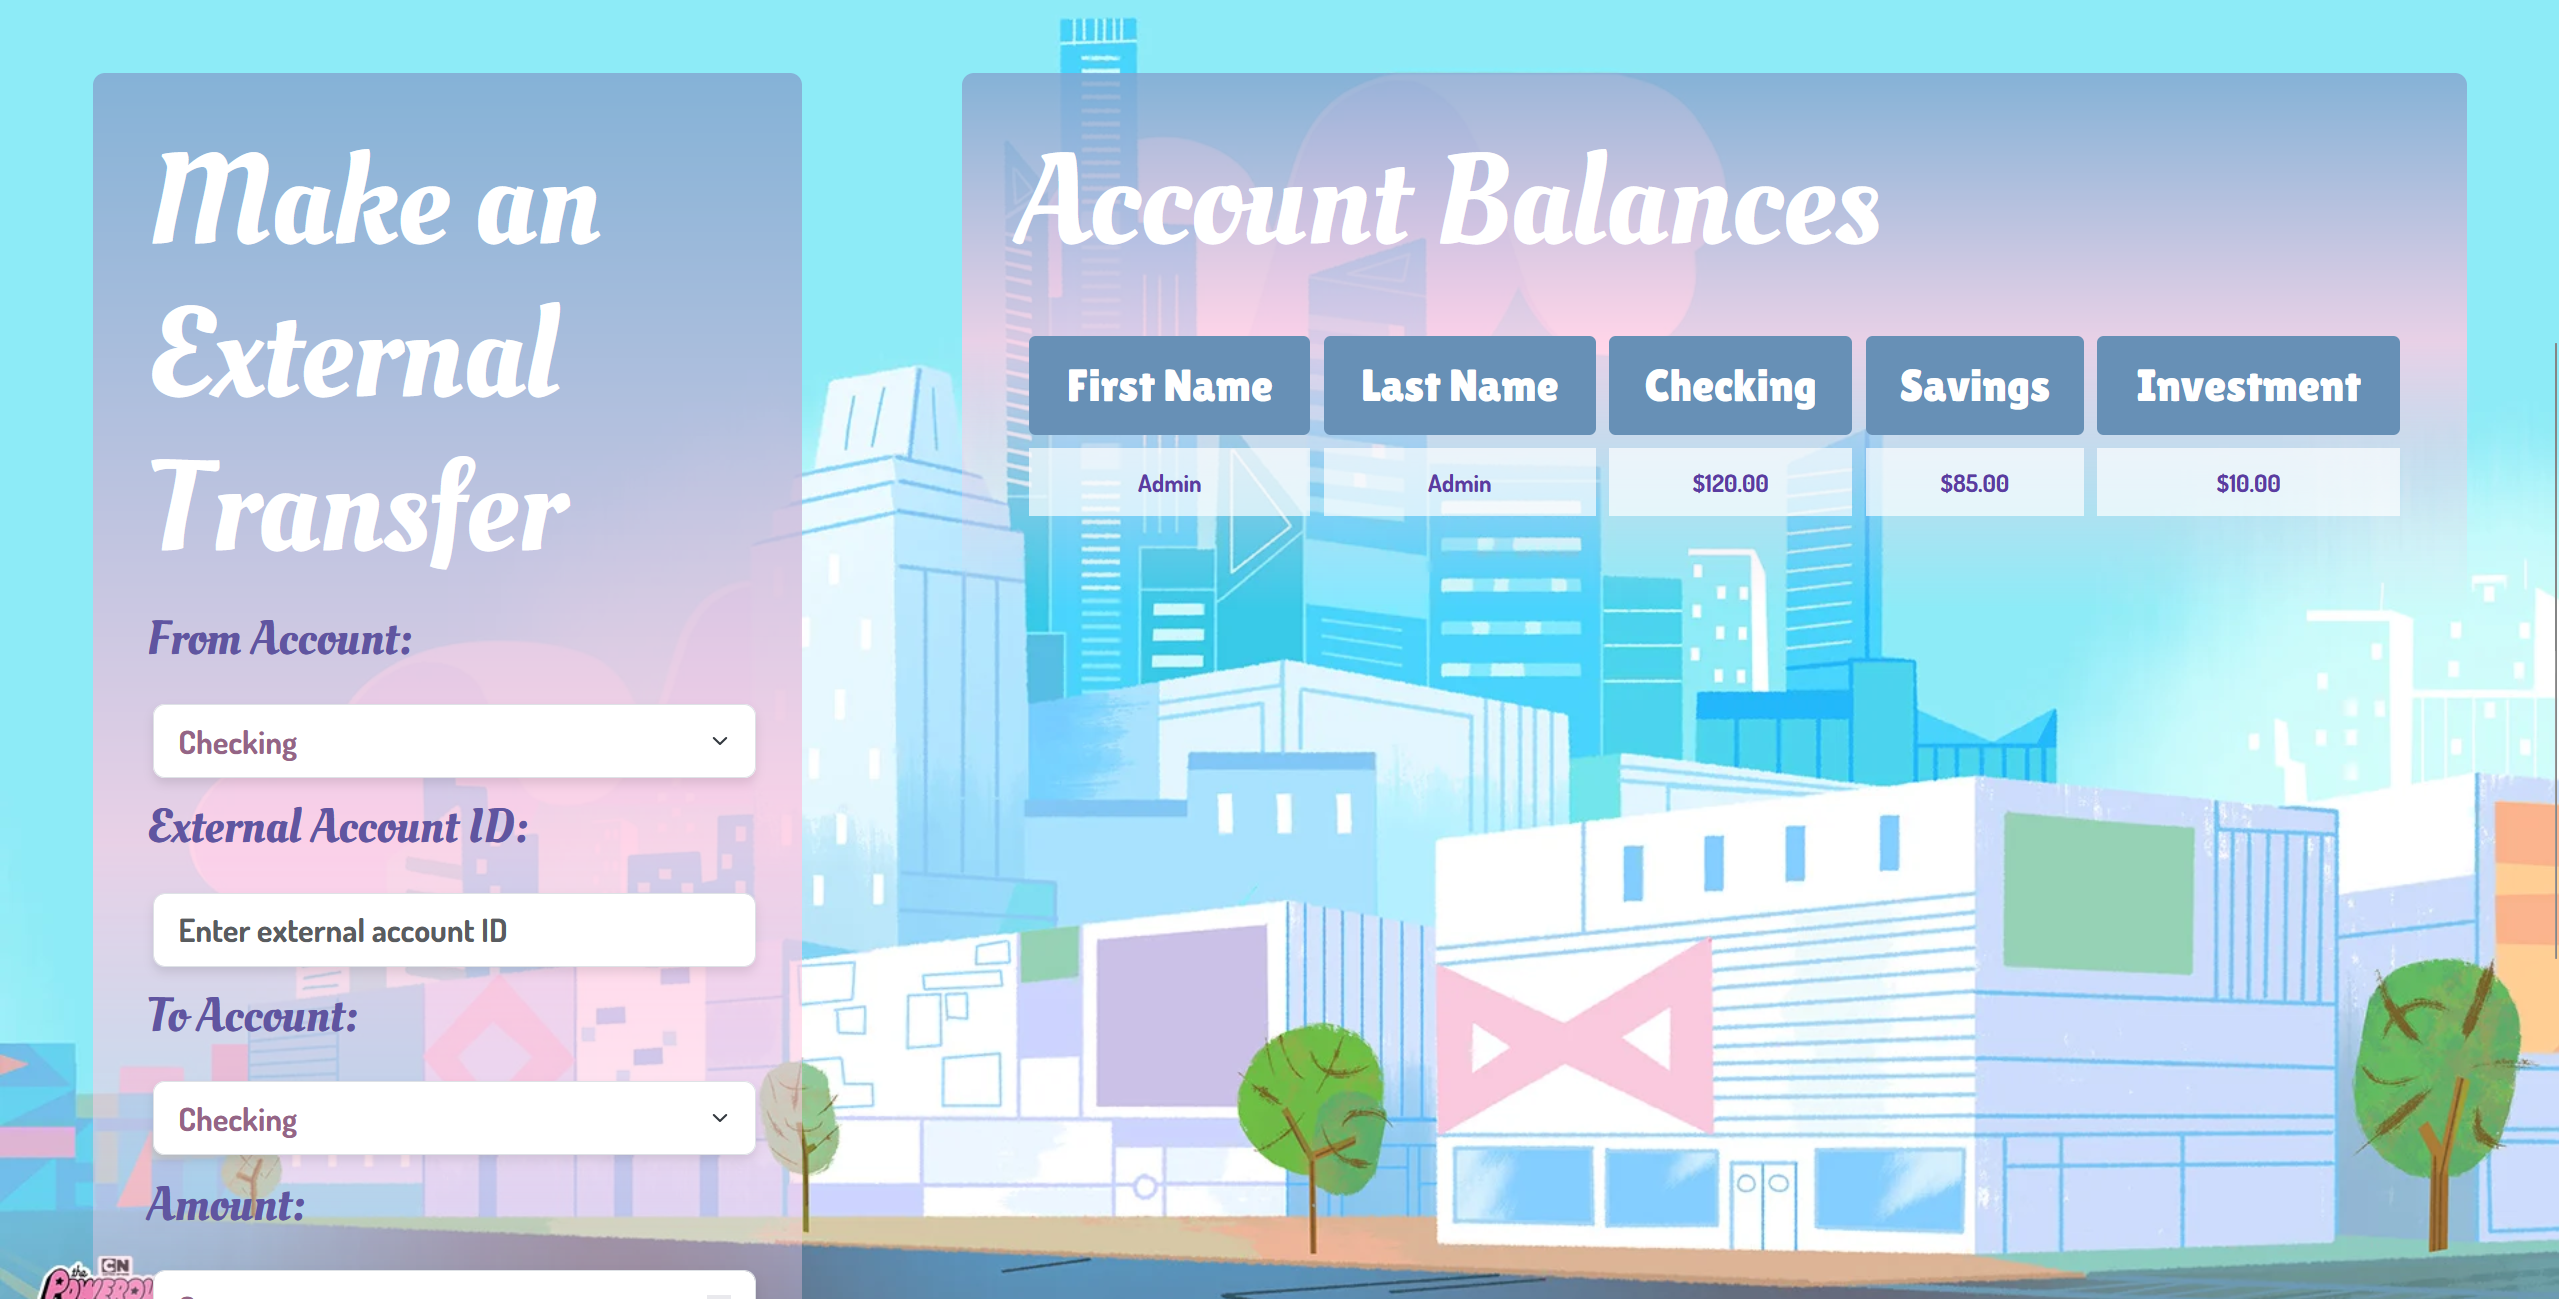 Make an
External
Transfer
From Account:
Checking
External Account ID:
Enter external account ID
To Account:
Checking
Amount:
the
CN
Account Balances
First Name Last Name Checking Savings Investment
Admin Admin $120.00 $85.00 $10.00